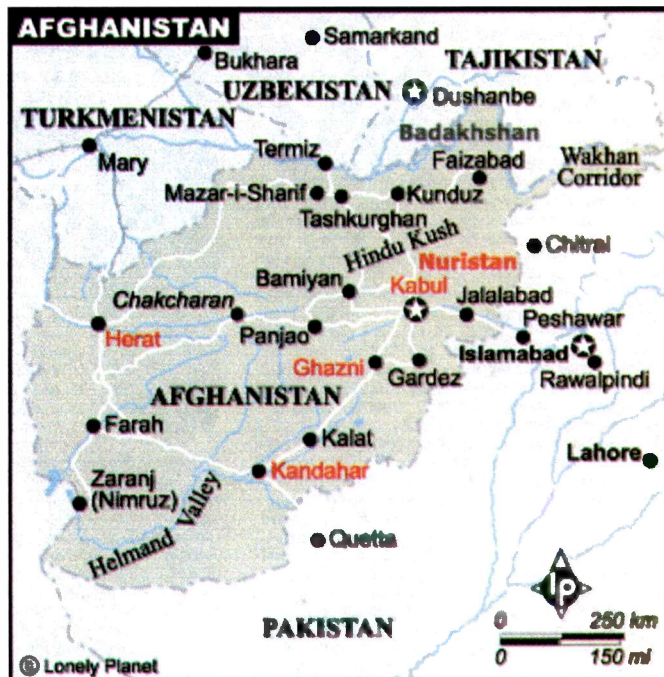 AFGHANISTAN
Samarkand
Bukhara
TAJIKISTAN
UZBEKISTAN
Dushanbe
TURKMENISTAN
Badakhshan
Mary
Termiz
Faizabad
Wakhan
Corridor
Mazar-i-Sharif
Kunduz
Tashkurghan
Hindu Kush
Chitral
Nuristan
Bamiyan
Kabul
Chakcharan
Jalalabad
Peshawar
Herat
Panjao
Islamabad
Ghazni
Gardez
Rawalpindi
AFGHANISTAN
Farah
Kalat
Lahore
Kandahar
Zaranj
(Nimruz)
Helmand Valley
Quetta
lp
PAKISTAN
0 250 km
0 150 mi
© Lonely Planet